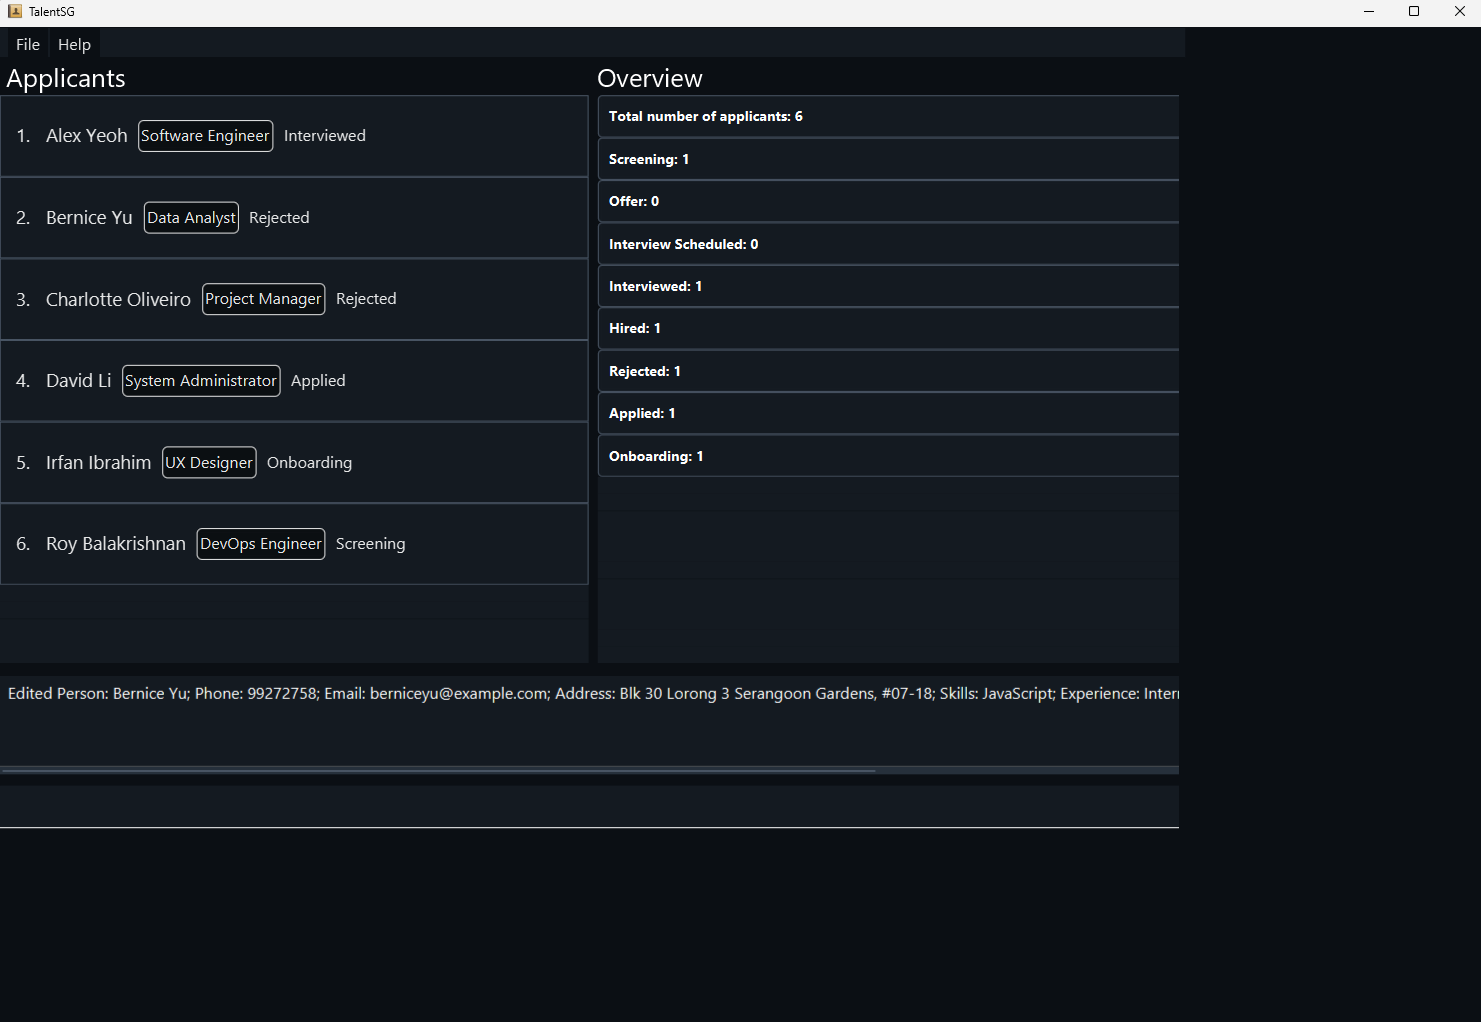 TalentSG
File Help
Applicants
1. Alex Yeoh Software Engineer Interviewed
2. Bernice Yu Data Analyst Rejected
3. Charlotte Oliveiro Project Manager Rejected
4. David Li System Administrator Applied
5. Irfan Ibrahim UX Designer Onboarding
6. Roy Balakrishnan DevOps Engineer Screening
Overview
Total number of applicants: 6
Screening: 1
Offer: 0
Interview Scheduled: 0
Interviewed: 1
Hired: 1
Rejected: 1
Applied: 1
Onboarding: 1
Edited Person: Bernice Yu; Phone: 99272758; Email: berniceyu@example.com; Address: Blk 30 Lorong 3 Serangoon Gardens, #07-18; Skills: JavaScript; Experience: